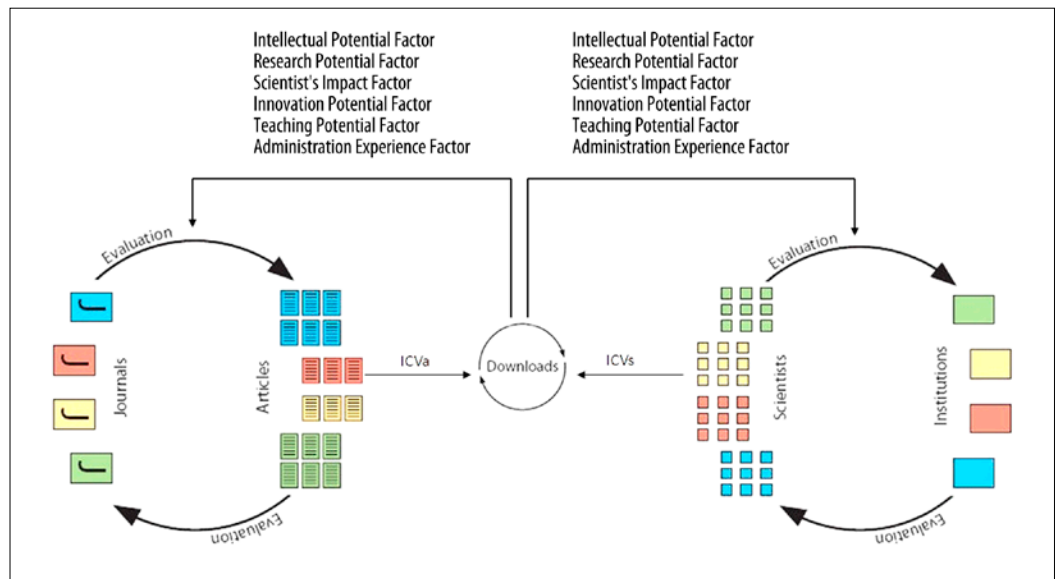 Intellectual Potential Factor
Research Potential Factor
Scientist's Impact Factor
Innovation Potential Factor
Teaching Potential Factor
Administration Experience Factor
Intellectual Potential Factor
Research Potential Factor
Scientist's Impact Factor
Innovation Potential Factor
Teaching Potential Factor
Administration Experience Factor
Evaluation
J
J
J
J
Journals
Articles
Evaluation
ICVa
Downloads
ICVs
Evaluation
Scientists
Institutions
Evaluation